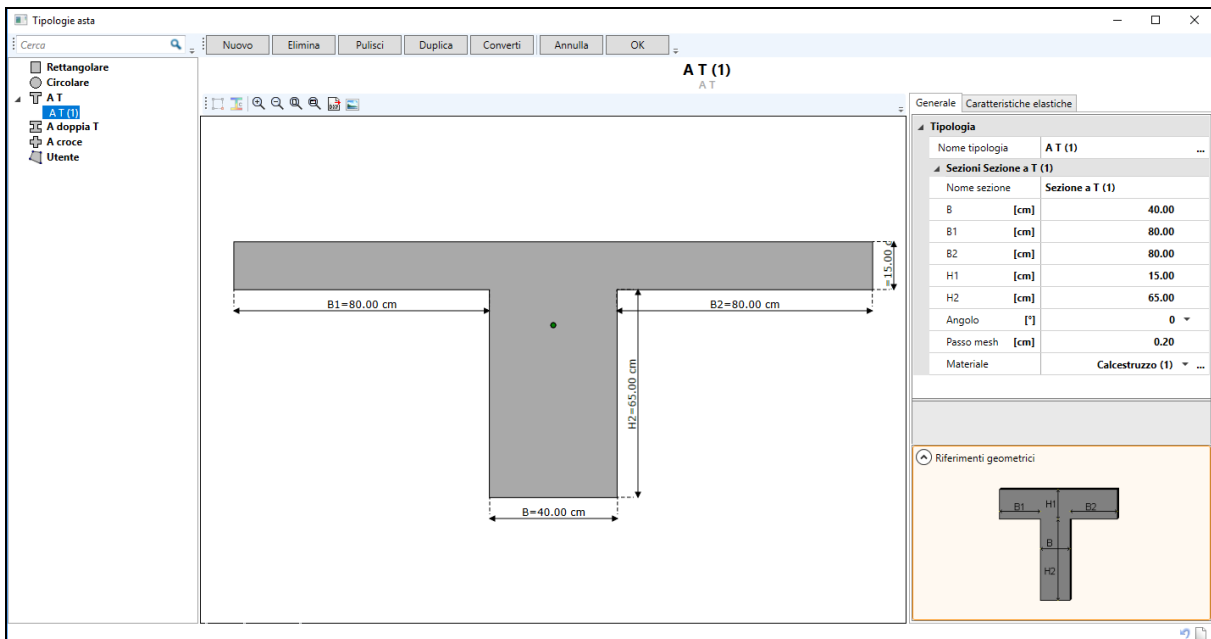 Tipologie asta
Cerca
Nuovo Elimina Pulisci Duplica Converti Annulla OK
Rettangolare
Circolare
A T
A T (1)
A doppia T
A croce
Utente
A T (1)
A T
B1=80.00 cm
B2=80.00 cm
=15.00 c
H2=65.00 cm
B=40.00 cm
Generale Caratteristiche elastiche
Tipologia
Nome tipologia A T (1) ...
Sezioni Sezione a T (1)
Nome sezione Sezione a T (1)
B [cm] 40.00
B1 [cm] 80.00
B2 [cm] 80.00
H1 [cm] 15.00
H2 [cm] 65.00
Angolo [°] 0
Passo mesh [cm] 0.20
Materiale Calcestruzzo (1) ...
Riferimenti geometrici
B1 H1 B2
B
H2